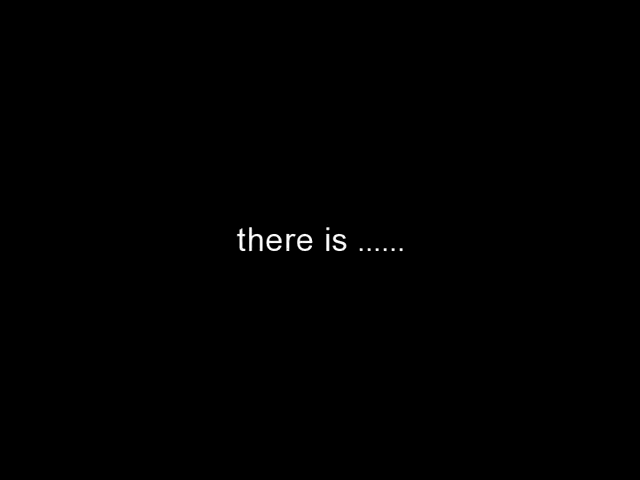 there is ......